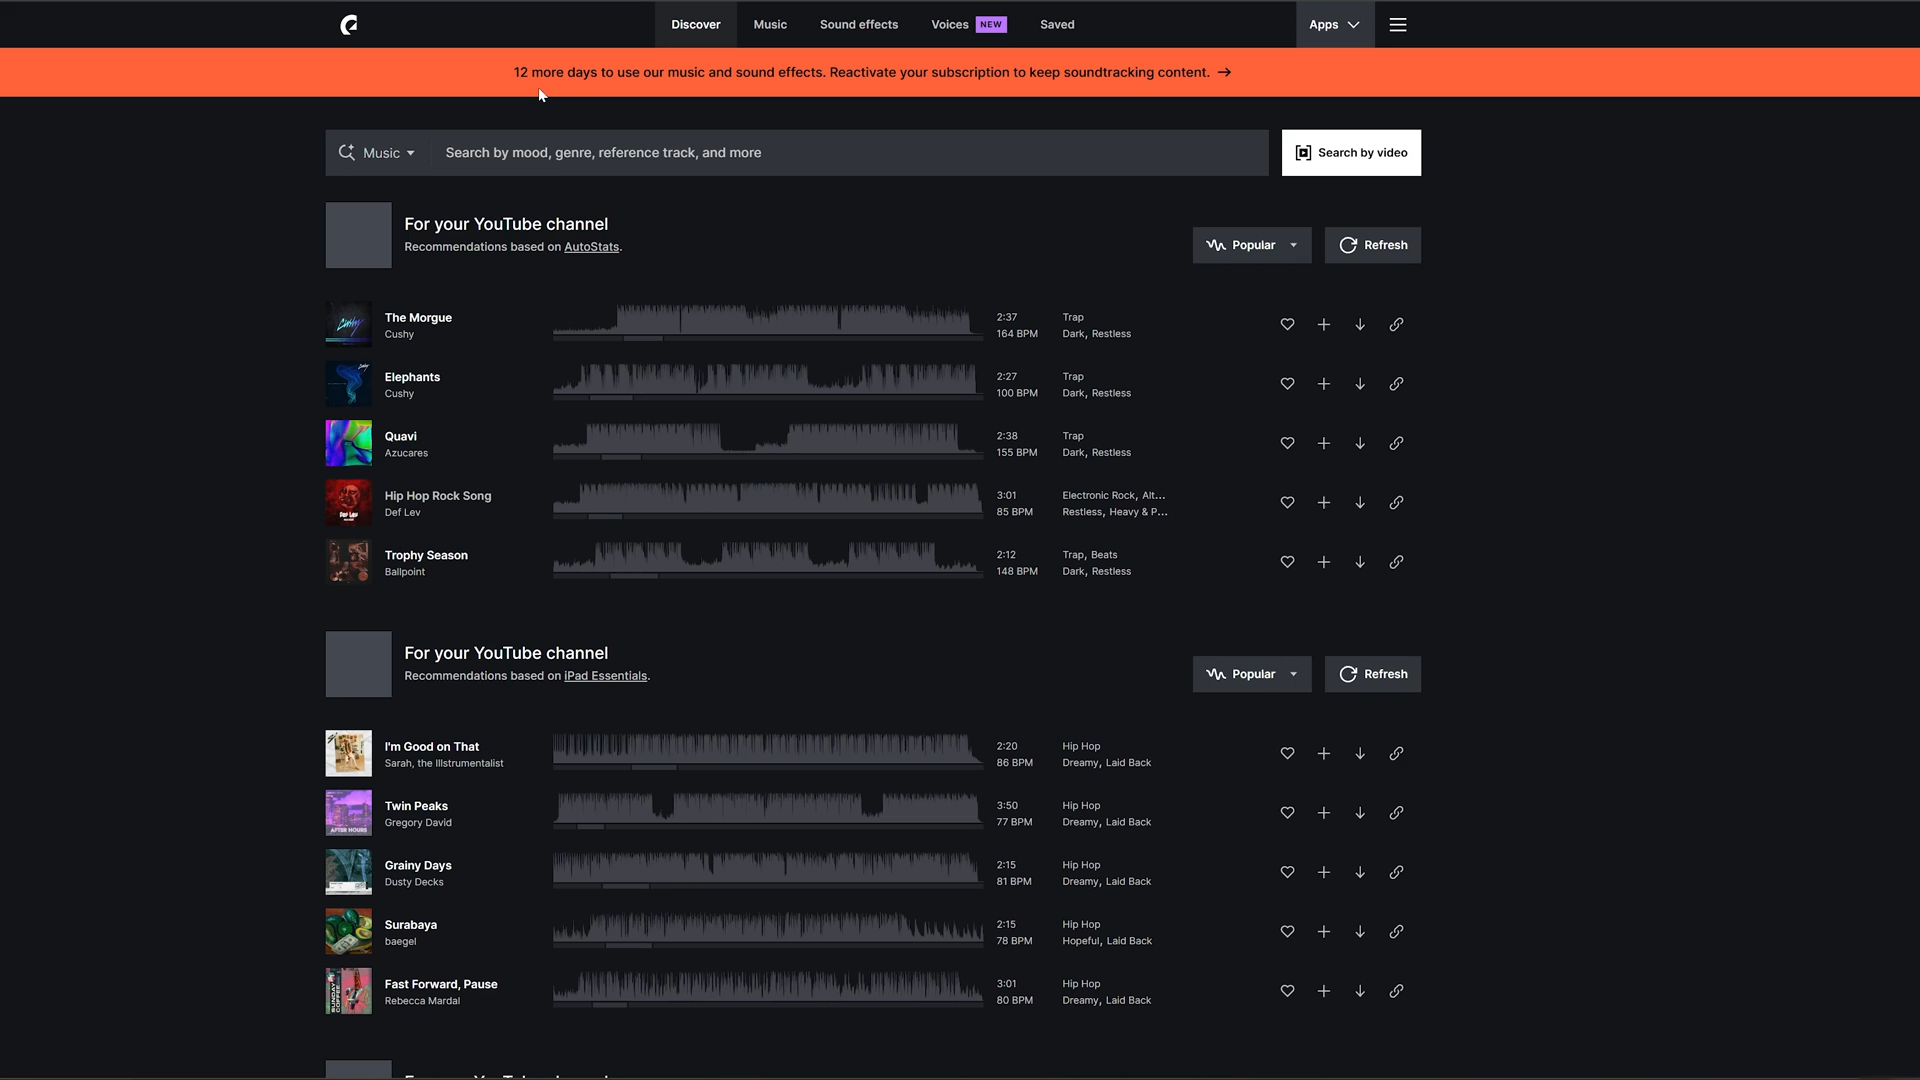 Discover
Music
Sound effects
Voices NEW
Saved
Apps
12 more days to use our music and sound effects. Reactivate your subscription to keep soundtracking content. →
Music
Search by mood, genre, reference track, and more
Search by video
For your YouTube channel
Recommendations based on AutoStats.
Popular
Refresh
The Morgue
Cushy
2:37
164 BPM
Trap
Dark, Restless
Elephants
Cushy
2:27
100 BPM
Trap
Dark, Restless
Quavi
Azucares
2:38
155 BPM
Trap
Dark, Restless
Hip Hop Rock Song
Def Lev
3:01
85 BPM
Electronic Rock, Alt...
Restless, Heavy & P...
Trophy Season
Ballpoint
2:12
148 BPM
Trap, Beats
Dark, Restless
For your YouTube channel
Recommendations based on iPad Essentials.
Popular
Refresh
I'm Good on That
Sarah, the Illstrumentalist
2:20
86 BPM
Hip Hop
Dreamy, Laid Back
AFTER HOURS
Twin Peaks
Gregory David
3:50
77 BPM
Hip Hop
Dreamy, Laid Back
Grainy Days
Dusty Decks
2:15
81 BPM
Hip Hop
Dreamy, Laid Back
Surabaya
baegel
2:15
78 BPM
Hip Hop
Hopeful, Laid Back
SUNDAY COFFEE
Fast Forward, Pause
Rebecca Mardal
3:01
80 BPM
Hip Hop
Dreamy, Laid Back